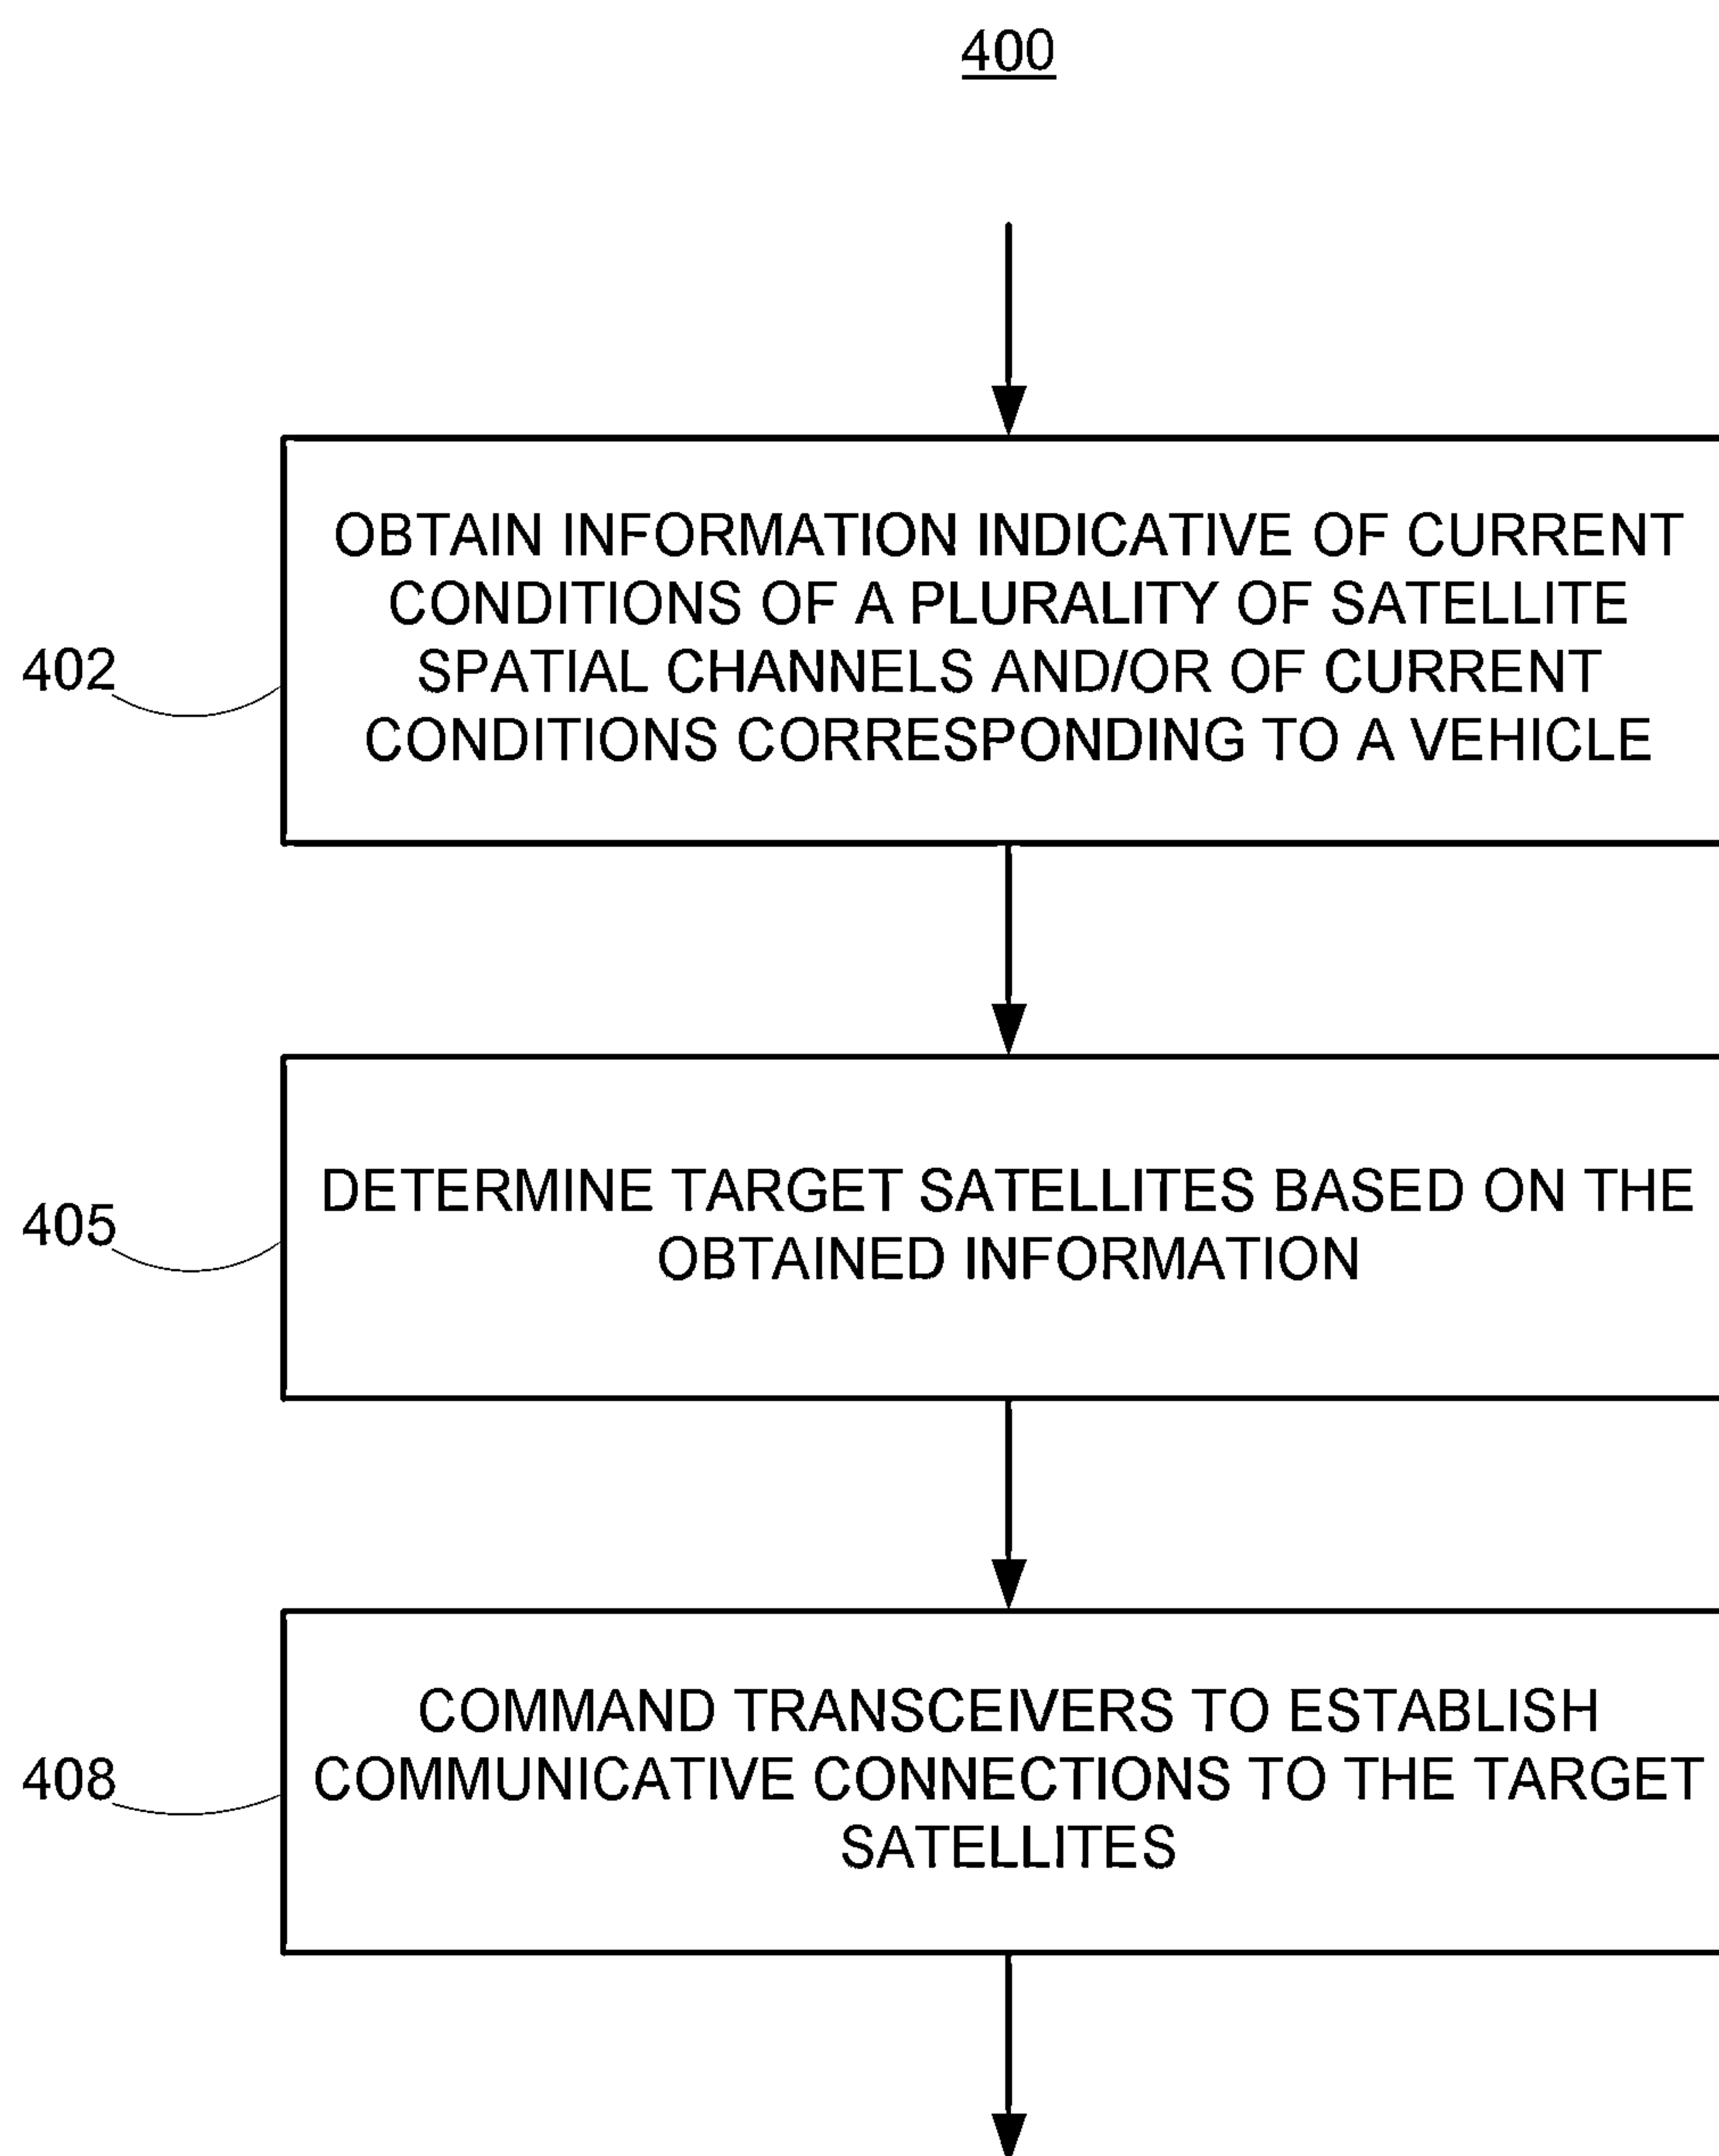 400
OBTAIN INFORMATION INDICATIVE OF CURRENT
CONDITIONS OF A PLURALITY OF SATELLITE
SPATIAL CHANNELS AND/OR OF CURRENT
CONDITIONS CORRESPONDING TO A VEHICLE
402
DETERMINE TARGET SATELLITES BASED ON THE
OBTAINED INFORMATION
405
COMMAND TRANSCEIVERS TO ESTABLISH
COMMUNICATIVE CONNECTIONS TO THE TARGET
SATELLITES
408